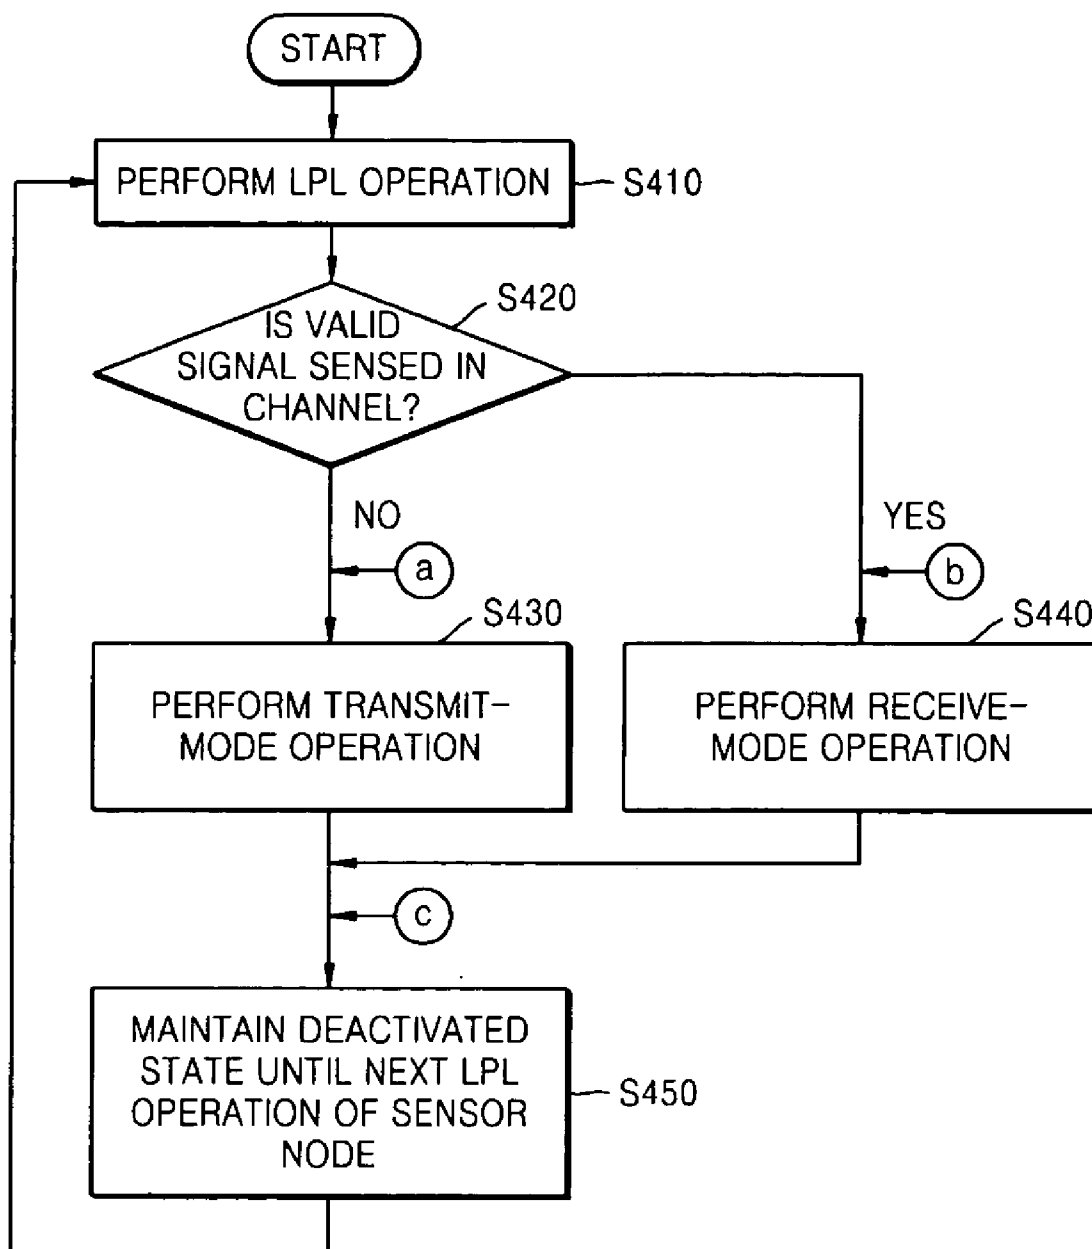 START
PERFORM LPL OPERATION
S410
S420
IS VALID
SIGNAL SENSED IN
CHANNEL?
NO
YES
a
b
S430
S440
PERFORM TRANSMIT-
MODE OPERATION
PERFORM RECEIVE-
MODE OPERATION
c
MAINTAIN DEACTIVATED
STATE UNTIL NEXT LPL
OPERATION OF SENSOR
NODE
S450